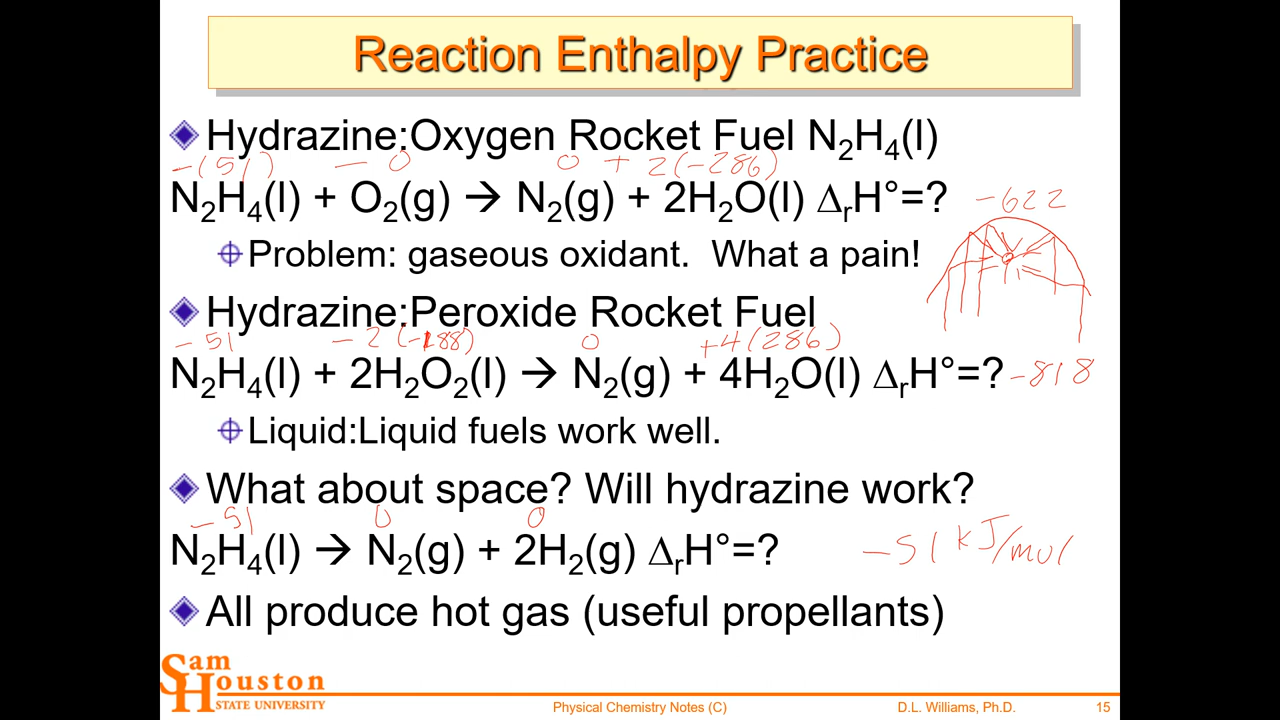 Reaction Enthalpy Practice
Hydrazine:Oxygen Rocket Fuel N₂H₄(l)
-(51) - 0 0 + 2(-286)
N₂H₄(l) + O₂(g) → N₂(g) + 2H₂O(l) ΔᵣH°=? -622
Problem: gaseous oxidant. What a pain!
Hydrazine:Peroxide Rocket Fuel
-51 -2(-188) 0 +4(286)
N₂H₄(l) + 2H₂O₂(l) → N₂(g) + 4H₂O(l) ΔᵣH°=? -818
Liquid:Liquid fuels work well.
What about space? Will hydrazine work?
-51 0 0
N₂H₄(l) → N₂(g) + 2H₂(g) ΔᵣH°=? -51 kJ/mol
All produce hot gas (useful propellants)
Sam
Houston
STATE UNIVERSITY
Physical Chemistry Notes (C) D.L. Williams, Ph.D. 15